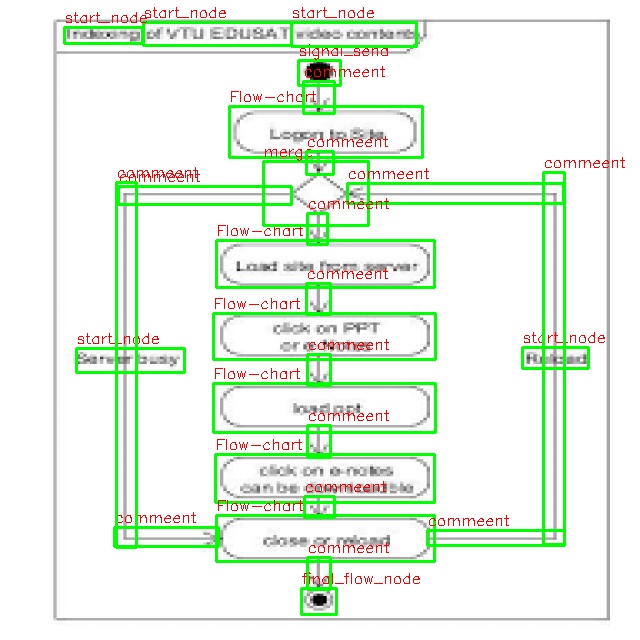 start_node start_node start_node
Indexing of VTU EDUSAT video contents
signal_send
commeent
Flow-chart
Logon to Site
commeent
merge
commeent
commeent
commeent
commeent
commeent
Flow-chart
Load site from server
commeent
Flow-chart
click on PPT
or e-Notes
commeent
start_node
Server busy
start_node
Reload
Flow-chart
load ppt
commeent
Flow-chart
click on e-notes
can be
commeent
Flow-chart
commeent
commeent
close or reload
commeent
final_flow_node